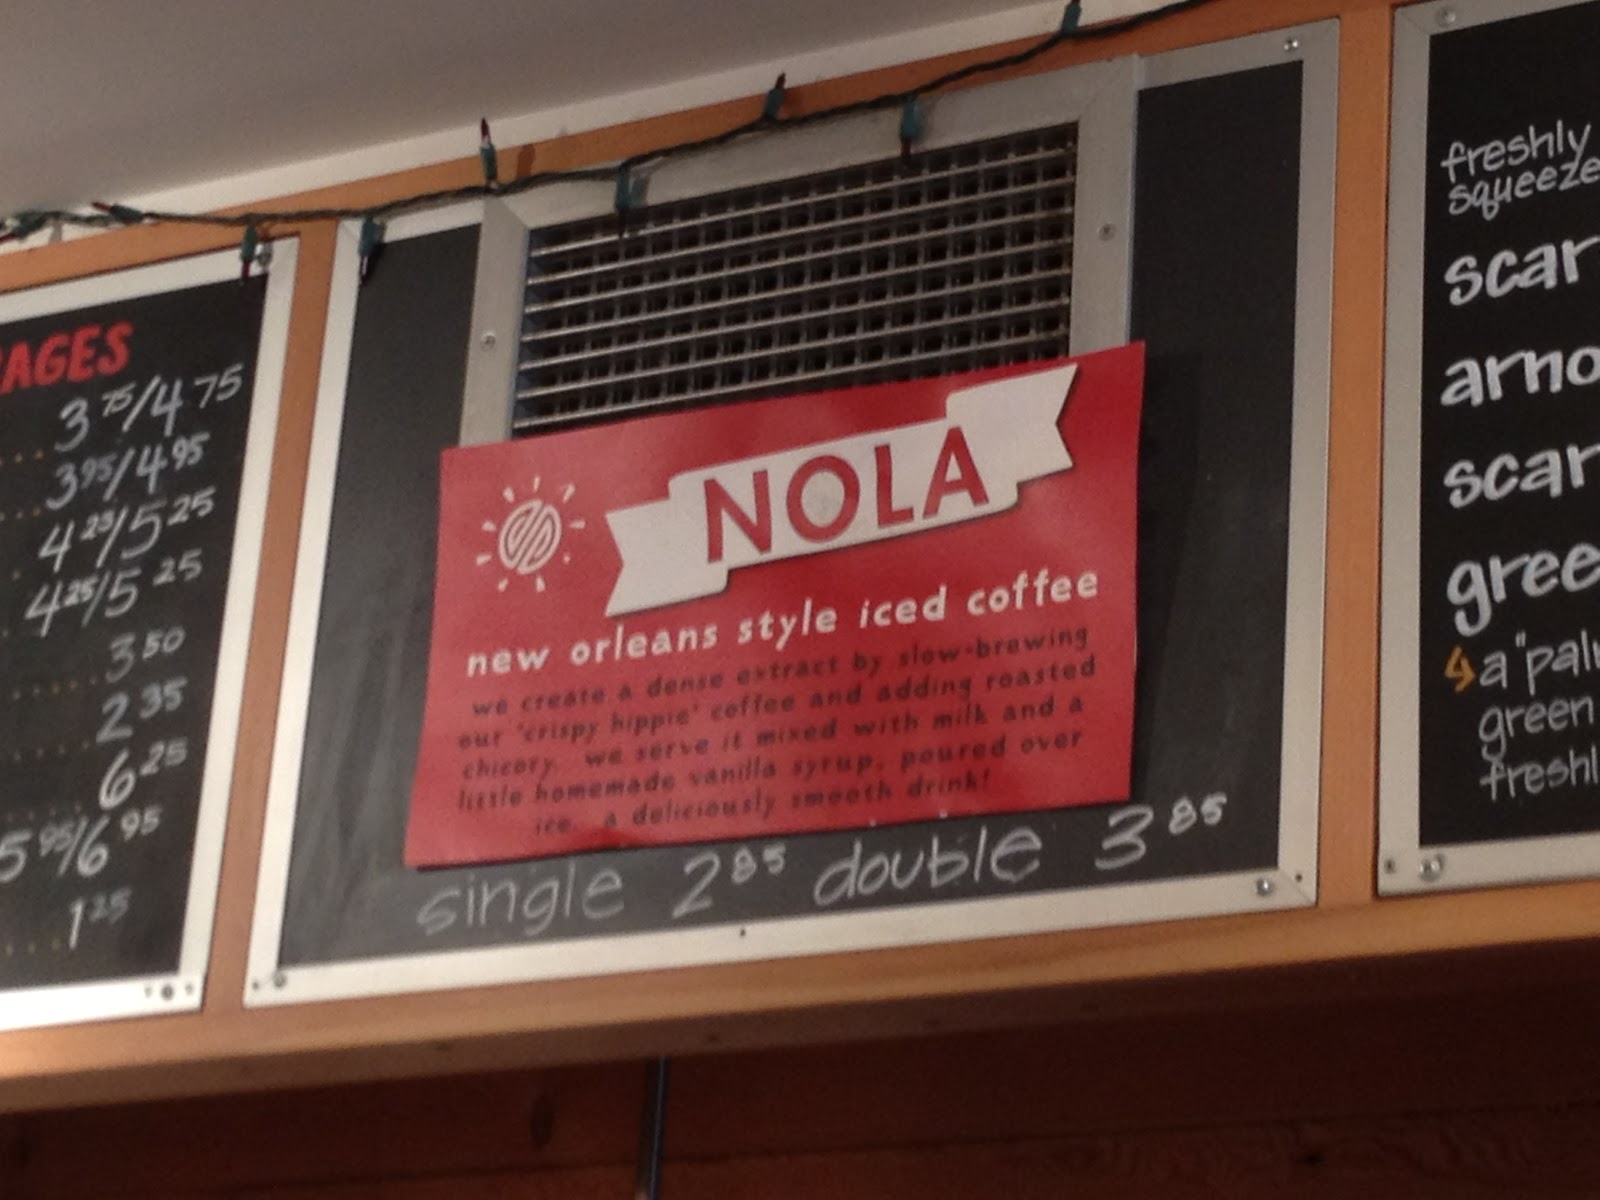 AGES
3 75/4 75
3 95/4 95
4 25/5 25
4 25/5 25
3 50
2 35
6 25
5 95/6 95
1 25
NOLA
new orleans style iced coffee
we create a dense extract by slow-brewing
our 'crispy hippie' coffee and adding roasted
chicory. we serve it mixed with milk and a
little homemade vanilla syrup, poured over
ice. a deliciously smooth drink!
single 2 85 double 3 85
freshly
squeeze
scar
arno
scar
gree
a "pal
green
freshl